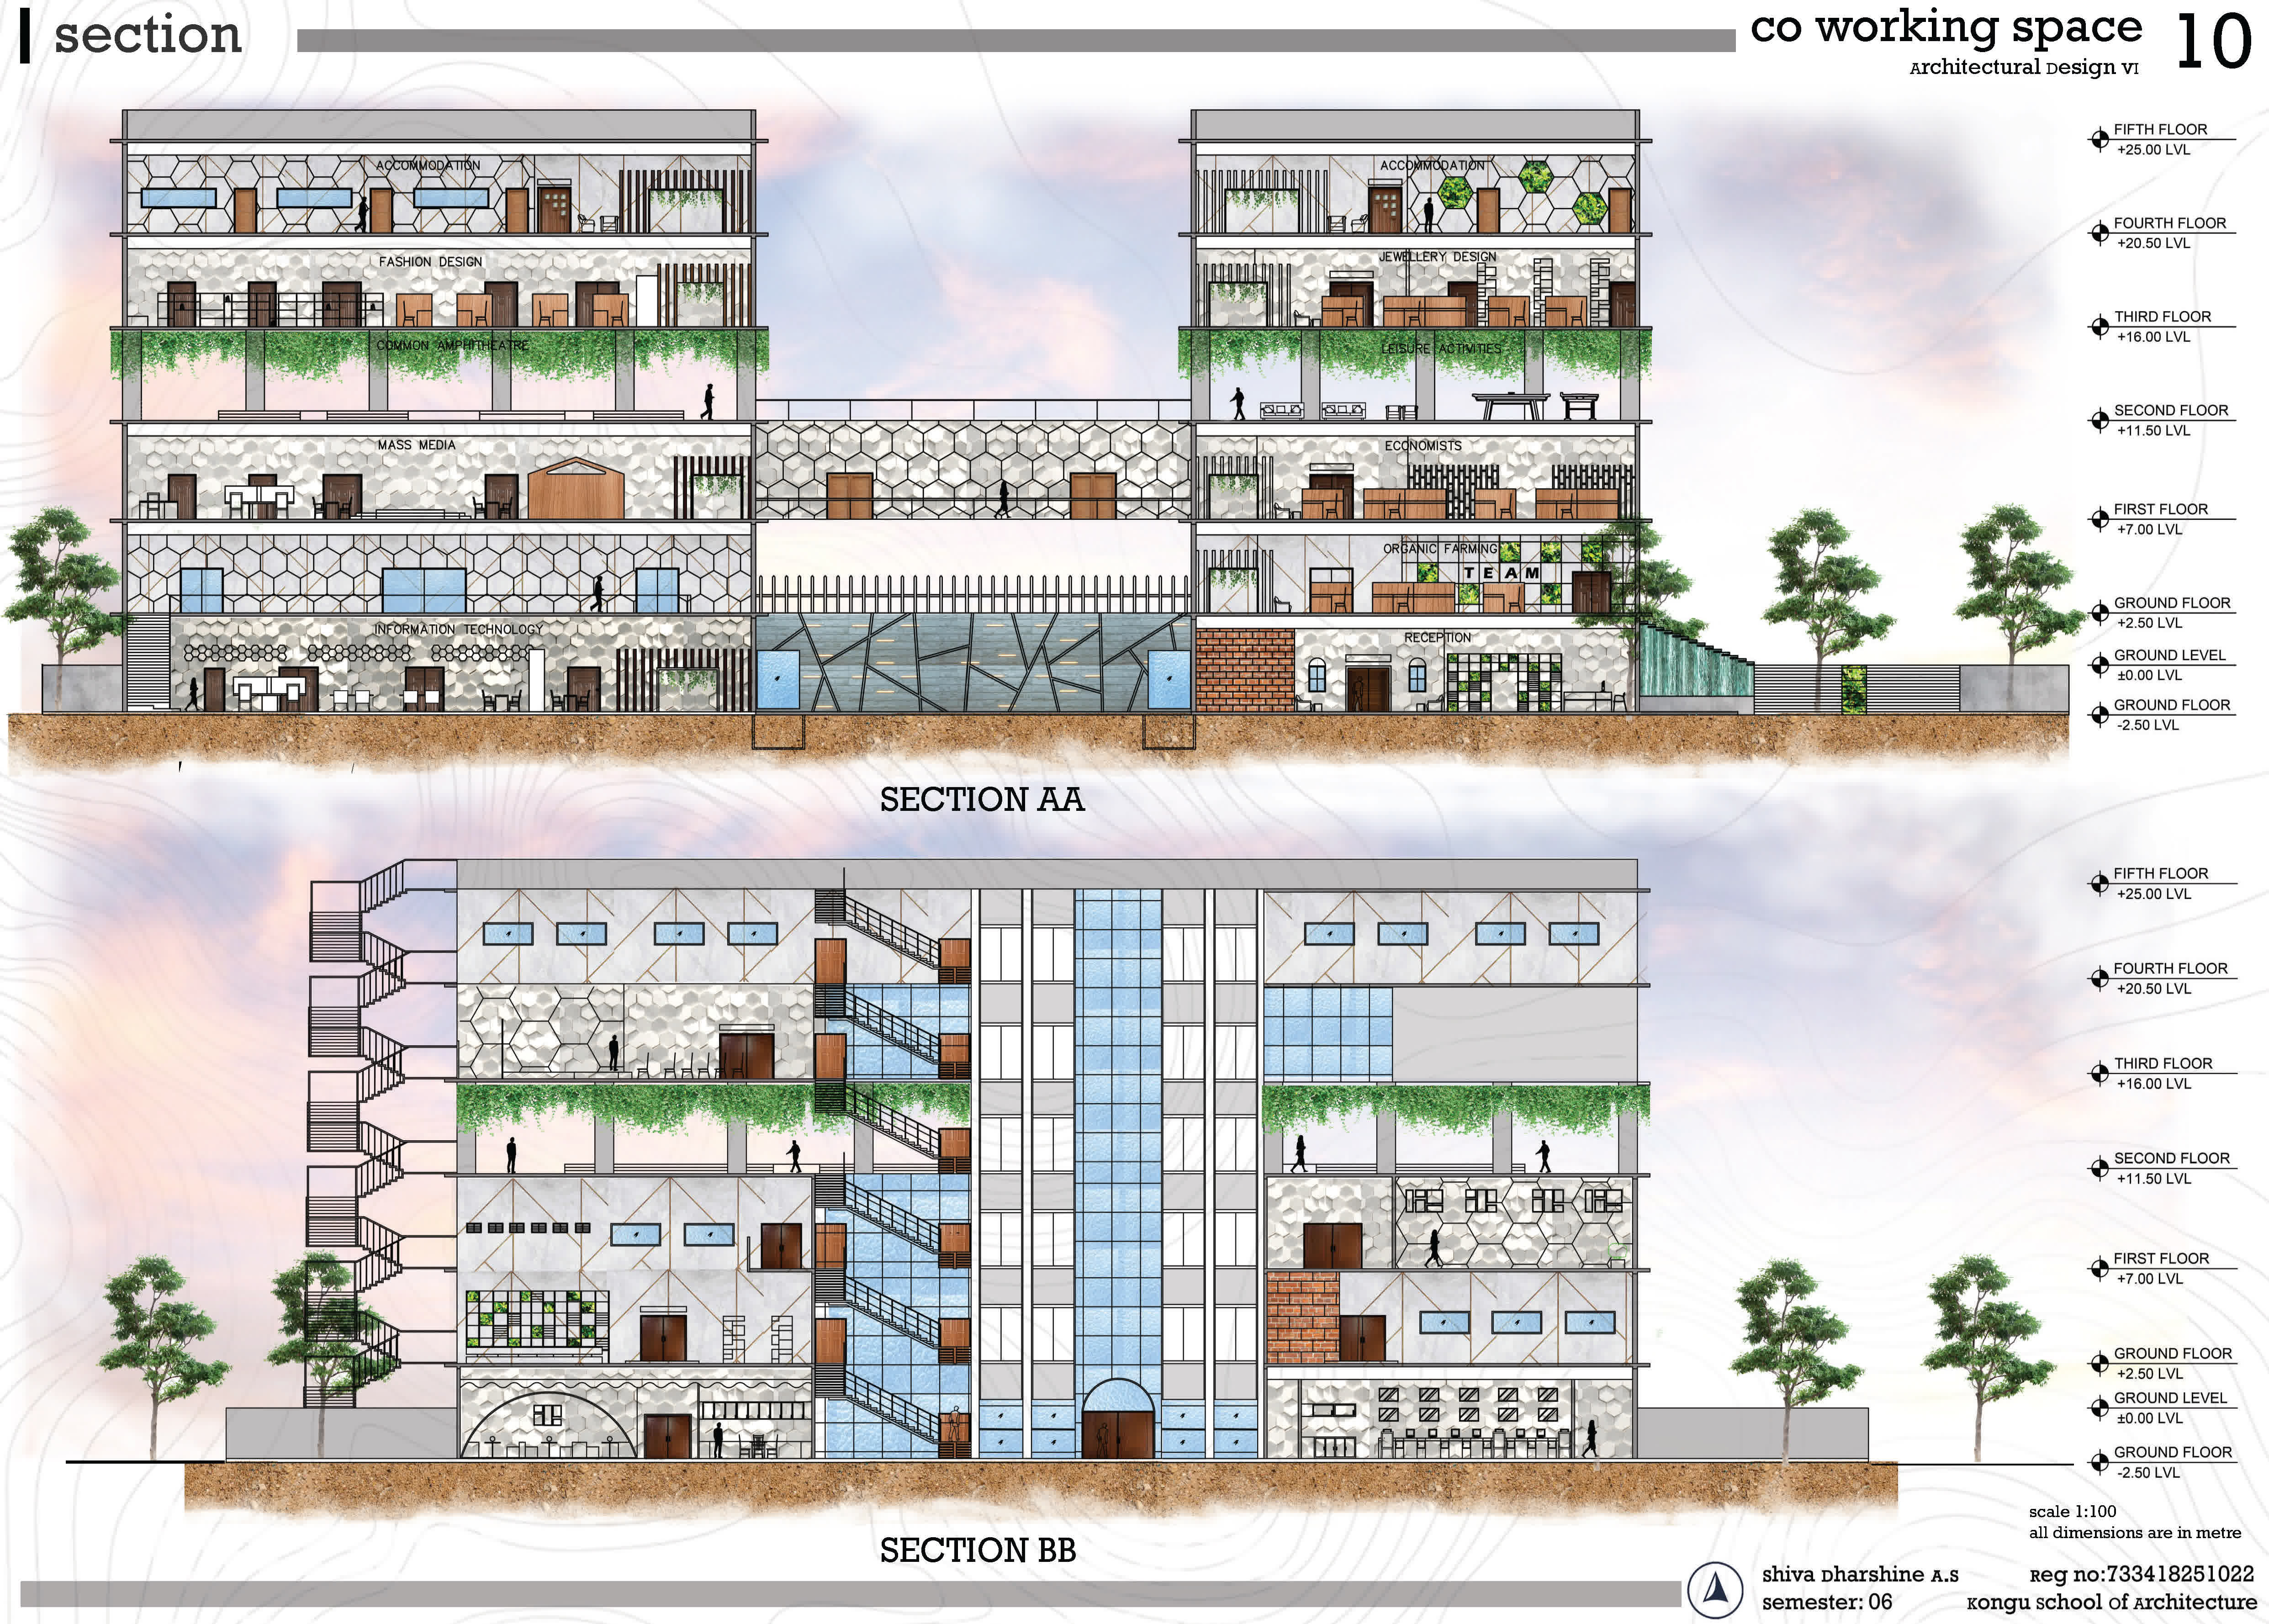 section
co working space
Architectural Design VI
10
ACCOMMODATION
ACCOMMODATION
FASHION DESIGN
JEWELLERY DESIGN
COMMON AMPHITHEATRE
LEISURE ACTIVITIES
MASS MEDIA
ECONOMISTS
ORGANIC FARMING
TEAM
INFORMATION TECHNOLOGY
RECEPTION
FIFTH FLOOR
+25.00 LVL
FOURTH FLOOR
+20.50 LVL
THIRD FLOOR
+16.00 LVL
SECOND FLOOR
+11.50 LVL
FIRST FLOOR
+7.00 LVL
GROUND FLOOR
+2.50 LVL
GROUND LEVEL
±0.00 LVL
GROUND FLOOR
-2.50 LVL
SECTION AA
FIFTH FLOOR
+25.00 LVL
FOURTH FLOOR
+20.50 LVL
THIRD FLOOR
+16.00 LVL
SECOND FLOOR
+11.50 LVL
FIRST FLOOR
+7.00 LVL
GROUND FLOOR
+2.50 LVL
GROUND LEVEL
±0.00 LVL
GROUND FLOOR
-2.50 LVL
SECTION BB
scale 1:100
all dimensions are in metre
shiva Dharshine A.S
Reg no:733418251022
semester: 06
Kongu School of Architecture